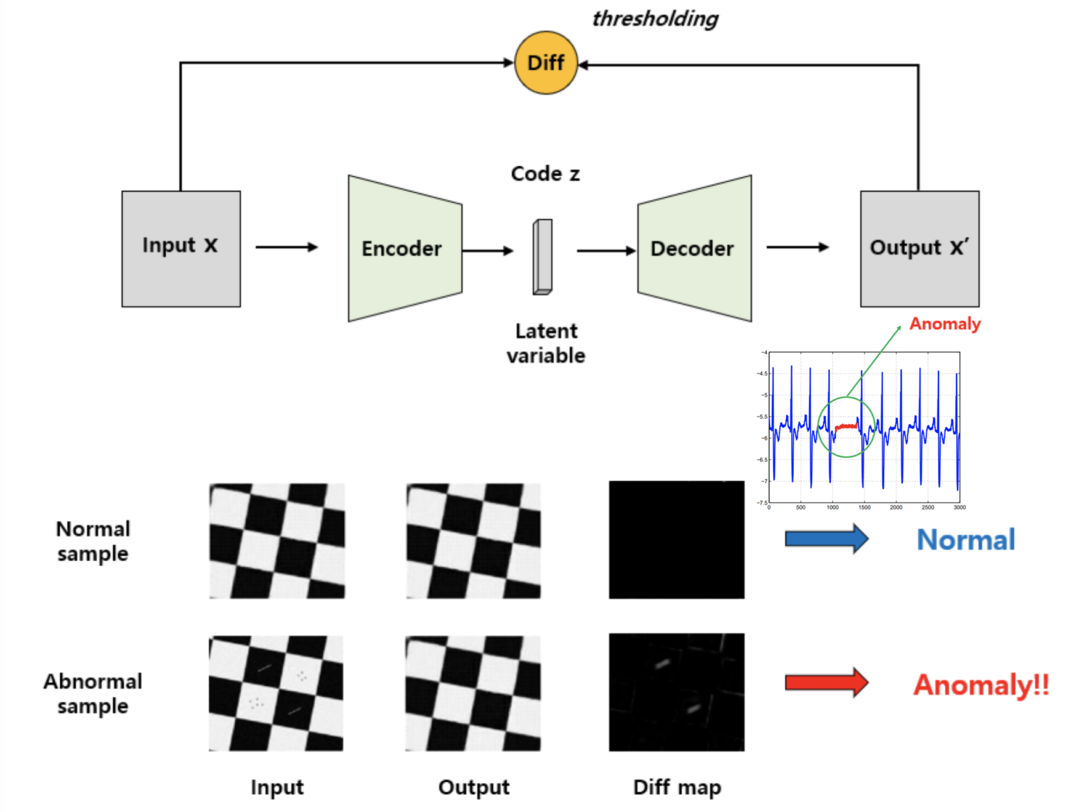 thresholding
Diff
Code z
Input X
Encoder
Decoder
Output X′
Latent
variable
Anomaly
-4
-4.5
-5
-5.5
-6
-6.5
-7
-7.5
0
500
1000
1500
2000
2500
3000
Normal
sample
Normal
Abnormal
sample
Anomaly!!
Input
Output
Diff map